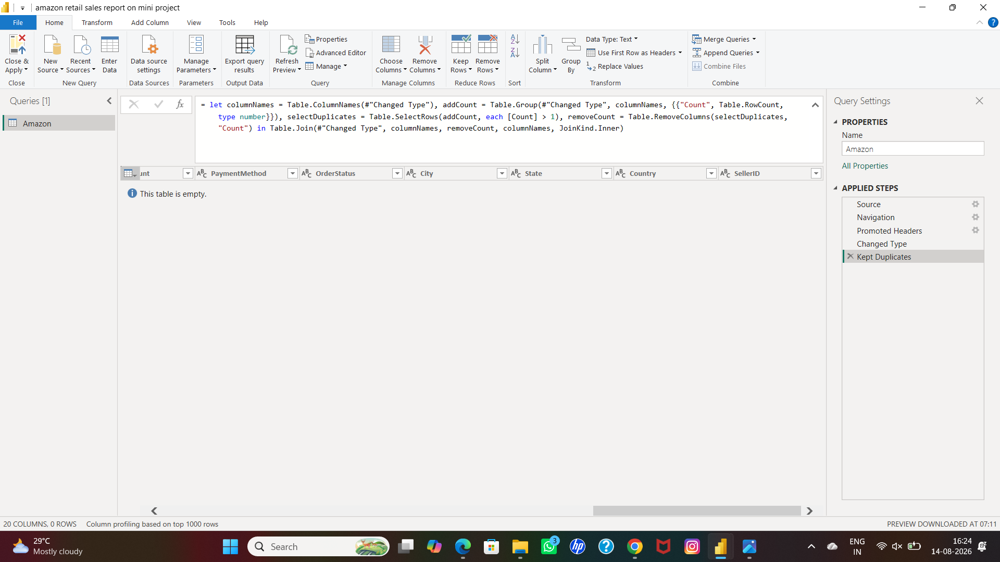 amazon retail sales report on mini project
File Home Transform Add Column View Tools Help
Close & Apply
New Source
Recent Sources
Enter Data
Data source settings
Manage Parameters
Export query results
Refresh Preview
Properties
Advanced Editor
Manage
Choose Columns
Remove Columns
Keep Rows
Remove Rows
Split Column
Group By
Data Type: Text
Use First Row as Headers
Replace Values
Merge Queries
Append Queries
Combine Files
Close New Query Data Sources Parameters Output Data Query Manage Columns Reduce Rows Sort Transform Combine
Queries [1]
Amazon
= let columnNames = Table.ColumnNames(#"Changed Type"), addCount = Table.Group(#"Changed Type", columnNames, {{"Count", Table.RowCount,
type number}}), selectDuplicates = Table.SelectRows(addCount, each [Count] > 1), removeCount = Table.RemoveColumns(selectDuplicates,
"Count") in Table.Join(#"Changed Type", columnNames, removeCount, columnNames, JoinKind.Inner)
unt PaymentMethod OrderStatus City State Country SellerID
This table is empty.
Query Settings
PROPERTIES
Name
Amazon
All Properties
APPLIED STEPS
Source
Navigation
Promoted Headers
Changed Type
Kept Duplicates
20 COLUMNS, 0 ROWS Column profiling based on top 1000 rows
PREVIEW DOWNLOADED AT 07:11
29°C
Mostly cloudy
Search
3
hp
ENG
IN
16:24
14-08-2026